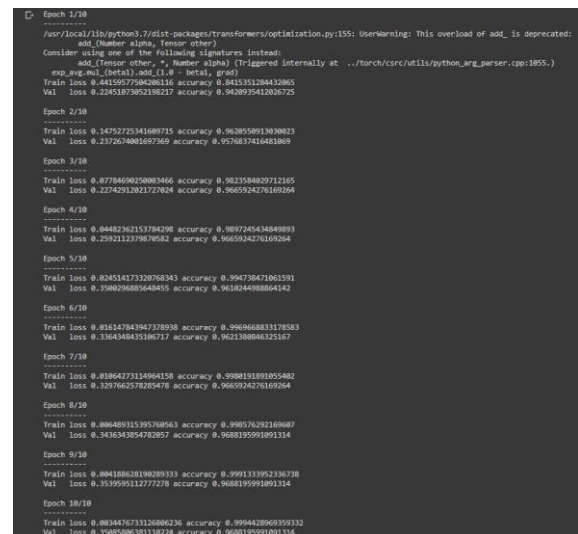 Epoch 1/10
----------
/usr/local/lib/python3.7/dist-packages/transformers/optimization.py:155: UserWarning: This overload of add_ is deprecated:
add_(Number alpha, Tensor other)
Consider using one of the following signatures instead:
add_(Tensor other, *, Number alpha) (Triggered internally at ../torch/csrc/utils/python_arg_parser.cpp:1055.)
exp_avg.mul_(beta1).add_(1.0 - beta1, grad)
Train loss 0.44159577504206116 accuracy 0.8415351284432065
Val loss 0.22451073052198217 accuracy 0.9420935412026725
Epoch 2/10
----------
Train loss 0.14752725341609715 accuracy 0.9620550913030023
Val loss 0.2372674001697369 accuracy 0.9576837416481069
Epoch 3/10
----------
Train loss 0.07784690250003466 accuracy 0.9823584029712165
Val loss 0.22742912021727024 accuracy 0.9665924276169264
Epoch 4/10
----------
Train loss 0.04482362153784298 accuracy 0.9897245434849893
Val loss 0.2592112379870582 accuracy 0.9665924276169264
Epoch 5/10
----------
Train loss 0.024514173320768343 accuracy 0.994738471061591
Val loss 0.3500296885648455 accuracy 0.9610244988864142
Epoch 6/10
----------
Train loss 0.016147843947378938 accuracy 0.9969668833178583
Val loss 0.3364348435106717 accuracy 0.9621380846325167
Epoch 7/10
----------
Train loss 0.01064273114964158 accuracy 0.9980191891055402
Val loss 0.3297662578285478 accuracy 0.9665924276169264
Epoch 8/10
----------
Train loss 0.006489315395760563 accuracy 0.998576292169607
Val loss 0.3436343854782057 accuracy 0.9688195991091314
Epoch 9/10
----------
Train loss 0.004188628190289333 accuracy 0.9991333952336738
Val loss 0.3539595112777278 accuracy 0.9688195991091314
Epoch 10/10
----------
Train loss 0.0034476733126806236 accuracy 0.9994428969359332
Val loss 0.35085806381110224 accuracy 0.9688195991091314